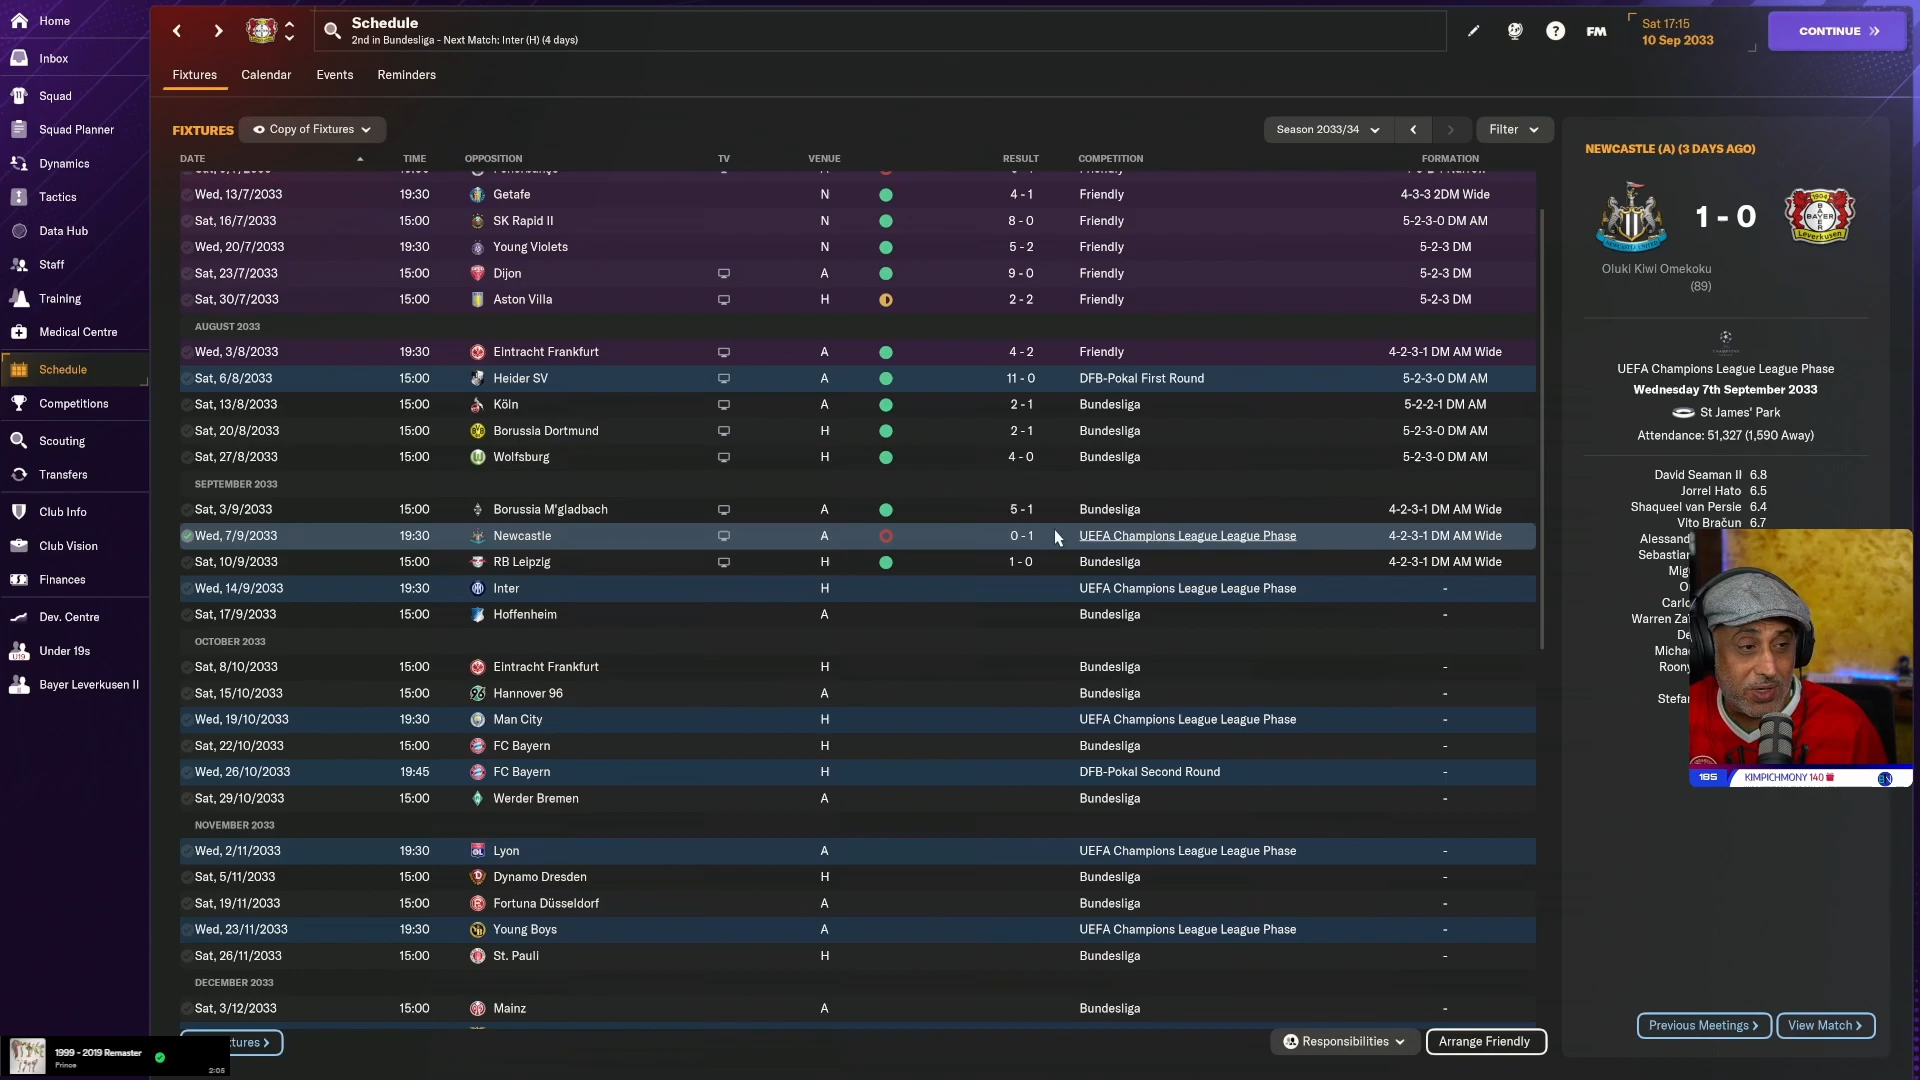 Home
Inbox
Squad
Squad Planner
Dynamics
Tactics
Data Hub
Staff
Training
Medical Centre
Schedule
Competitions
Scouting
Transfers
Club Info
Club Vision
Finances
Dev. Centre
Under 19s
Bayer Leverkusen II
Schedule
2nd in Bundesliga - Next Match: Inter (H) (4 days)
FM
Sat 17:15
10 Sep 2033
CONTINUE
Fixtures Calendar Events Reminders
FIXTURES Copy of Fixtures Season 2033/34 Filter
DATE TIME OPPOSITION TV VENUE RESULT COMPETITION FORMATION
Wed, 13/7/2033 19:30 Getafe N 4 - 1 Friendly 4-3-3 2DM Wide
Sat, 16/7/2033 15:00 SK Rapid II N 8 - 0 Friendly 5-2-3-0 DM AM
Wed, 20/7/2033 19:30 Young Violets N 5 - 2 Friendly 5-2-3 DM
Sat, 23/7/2033 15:00 Dijon A 9 - 0 Friendly 5-2-3 DM
Sat, 30/7/2033 15:00 Aston Villa H 2 - 2 Friendly 5-2-3 DM
AUGUST 2033
Wed, 3/8/2033 19:30 Eintracht Frankfurt A 4 - 2 Friendly 4-2-3-1 DM AM Wide
Sat, 6/8/2033 15:00 Heider SV A 11 - 0 DFB-Pokal First Round 5-2-3-0 DM AM
Sat, 13/8/2033 15:00 Köln A 2 - 1 Bundesliga 5-2-2-1 DM AM
Sat, 20/8/2033 15:00 Borussia Dortmund H 2 - 1 Bundesliga 5-2-3-0 DM AM
Sat, 27/8/2033 15:00 Wolfsburg H 4 - 0 Bundesliga 5-2-3-0 DM AM
SEPTEMBER 2033
Sat, 3/9/2033 15:00 Borussia M'gladbach A 5 - 1 Bundesliga 4-2-3-1 DM AM Wide
Wed, 7/9/2033 19:30 Newcastle A 0 - 1 UEFA Champions League League Phase 4-2-3-1 DM AM Wide
Sat, 10/9/2033 15:00 RB Leipzig H 1 - 0 Bundesliga 4-2-3-1 DM AM Wide
Wed, 14/9/2033 19:30 Inter H UEFA Champions League League Phase -
Sat, 17/9/2033 15:00 Hoffenheim A Bundesliga -
OCTOBER 2033
Sat, 8/10/2033 15:00 Eintracht Frankfurt H Bundesliga -
Sat, 15/10/2033 15:00 Hannover 96 A Bundesliga -
Wed, 19/10/2033 19:30 Man City H UEFA Champions League League Phase -
Sat, 22/10/2033 15:00 FC Bayern H Bundesliga -
Wed, 26/10/2033 19:45 FC Bayern H DFB-Pokal Second Round -
Sat, 29/10/2033 15:00 Werder Bremen A Bundesliga -
NOVEMBER 2033
Wed, 2/11/2033 19:30 Lyon A UEFA Champions League League Phase -
Sat, 5/11/2033 15:00 Dynamo Dresden H Bundesliga -
Sat, 19/11/2033 15:00 Fortuna Düsseldorf A Bundesliga -
Wed, 23/11/2033 19:30 Young Boys A UEFA Champions League League Phase -
Sat, 26/11/2033 15:00 St. Pauli H Bundesliga -
DECEMBER 2033
Sat, 3/12/2033 15:00 Mainz A Bundesliga -
Responsibilities Arrange Friendly
NEWCASTLE (A) (3 DAYS AGO)
1 - 0
Oluki Kiwi Omekoku
(89)
UEFA Champions League League Phase
Wednesday 7th September 2033
St James' Park
Attendance: 51,327 (1,590 Away)
David Seaman II 6.8
Jorrel Hato 6.5
Shaqueel van Persie 6.4
Vito Bračun 6.7
185 KIMPICHMONY 140
Previous Meetings View Match
1999 - 2019 Remaster
Prince
2:05